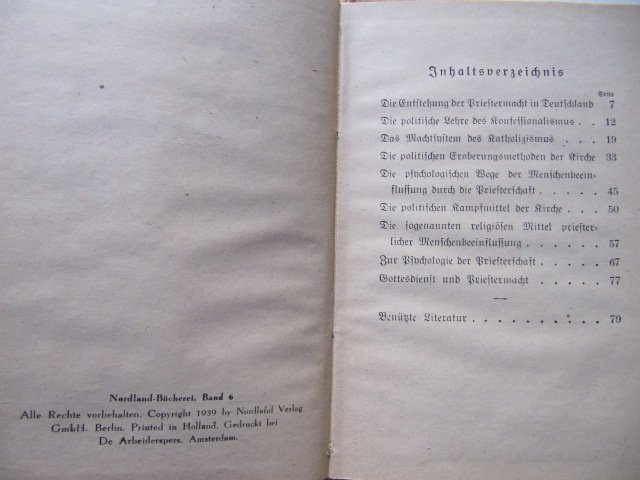 Nordland-Bücherei, Band 6
Alle Rechte vorbehalten. Copyright 1939 by Nordland Verlag
GmbH. Berlin. Printed in Holland. Gedruckt bei
De Arbeiderspers, Amsterdam.
Inhaltsverzeichnis
Seite
Die Entstehung der Priestermacht in Deutschland 7
Die politische Lehre des Konfessionalismus . . 12
Das Machtsystem des Katholizismus . . . 19
Die politischen Eroberungsmethoden der Kirche 33
Die psychologischen Wege der Menschenbeein-
flussung durch die Priesterschaft . . . . 45
Die politischen Kampfmittel der Kirche . . . 50
Die sogenannten religiösen Mittel priester-
licher Menschenbeeinflussung . . . . . 57
Zur Psychologie der Priesterschaft . . . . 67
Gottesdienst und Priestermacht . . . . 77
Benützte Literatur . . . . . . . . . 79